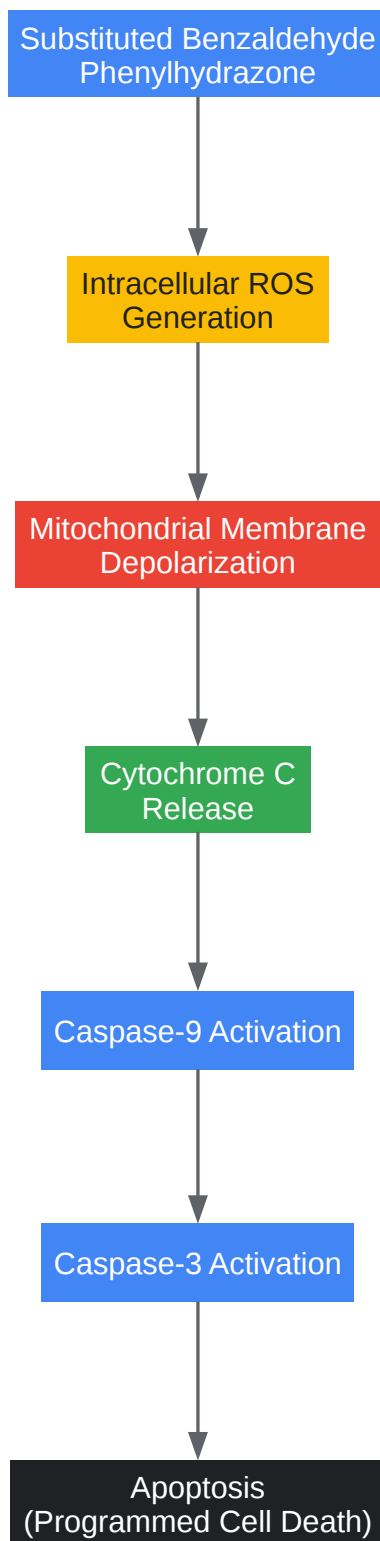 Substituted Benzaldehyde
Phenylhydrazone
Intracellular ROS
Generation
Mitochondrial Membrane
Depolarization
Cytochrome C
Release
Caspase-9 Activation
Caspase-3 Activation
Apoptosis
(Programmed Cell Death)